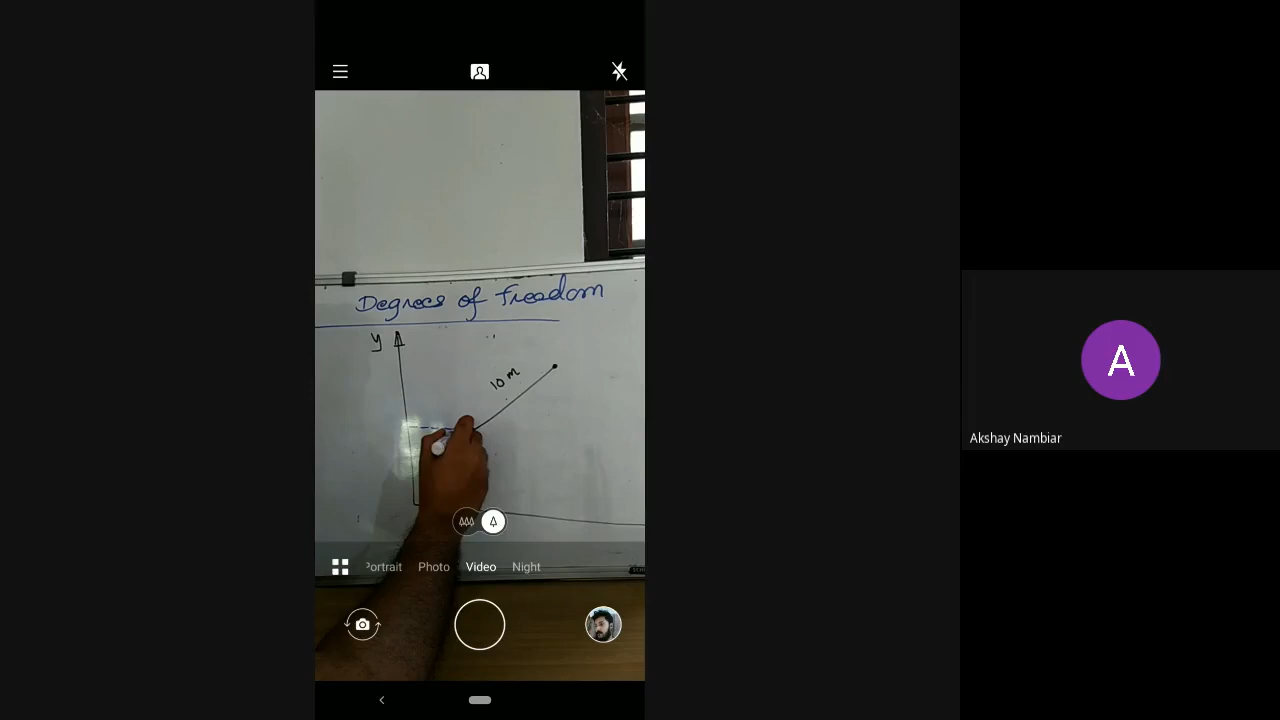 Degrees of freedom
y
10 m
Portrait Photo Video Night
A
Akshay Nambiar